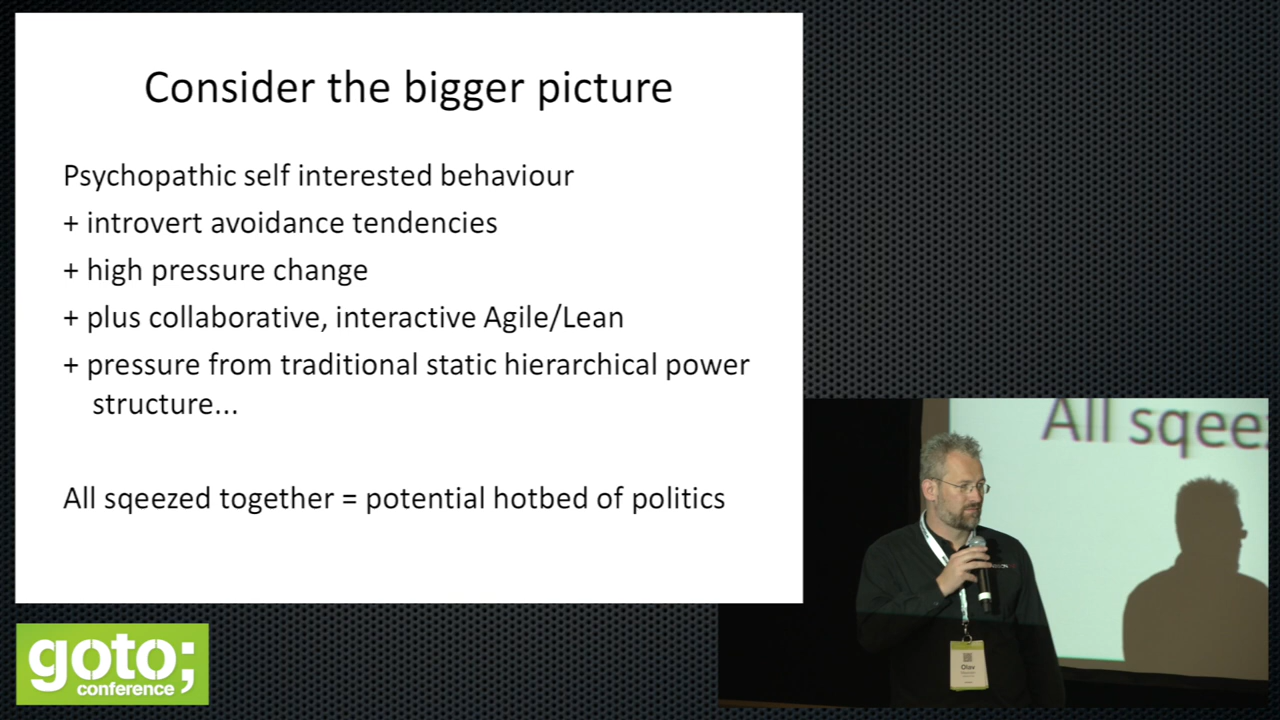 Consider the bigger picture
Psychopathic self interested behaviour
+ introvert avoidance tendencies
+ high pressure change
+ plus collaborative, interactive Agile/Lean
+ pressure from traditional static hierarchical power
structure...
All sqeezed together = potential hotbed of politics
All sqee
goto;
conference
Olav